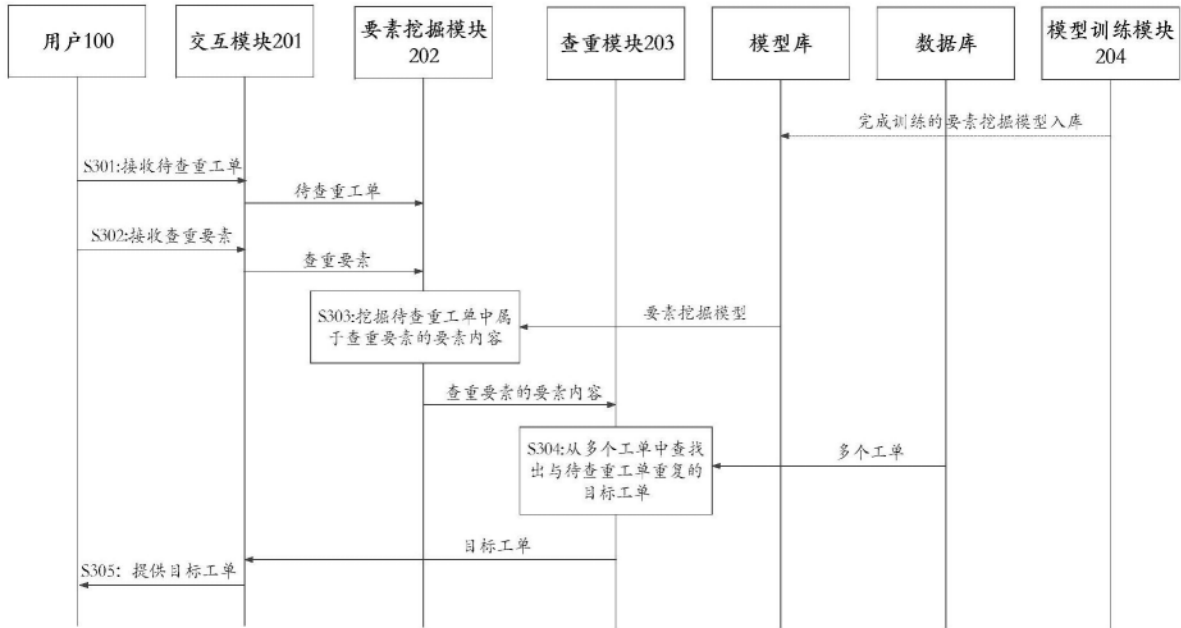 用户100
交互模块201
要素挖掘模块
202
查重模块203
模型库
数据库
模型训练模块
204
完成训练的要素挖掘模型入库
S301:接收待查重工单
待查重工单
S302:接收查重要素
查重要素
S303:挖掘待查重工单中属
于查重要素的要素内容
要素挖掘模型
查重要素的要素内容
S304:从多个工单中查找
出与待查重工单重复的
目标工单
多个工单
目标工单
S305: 提供目标工单